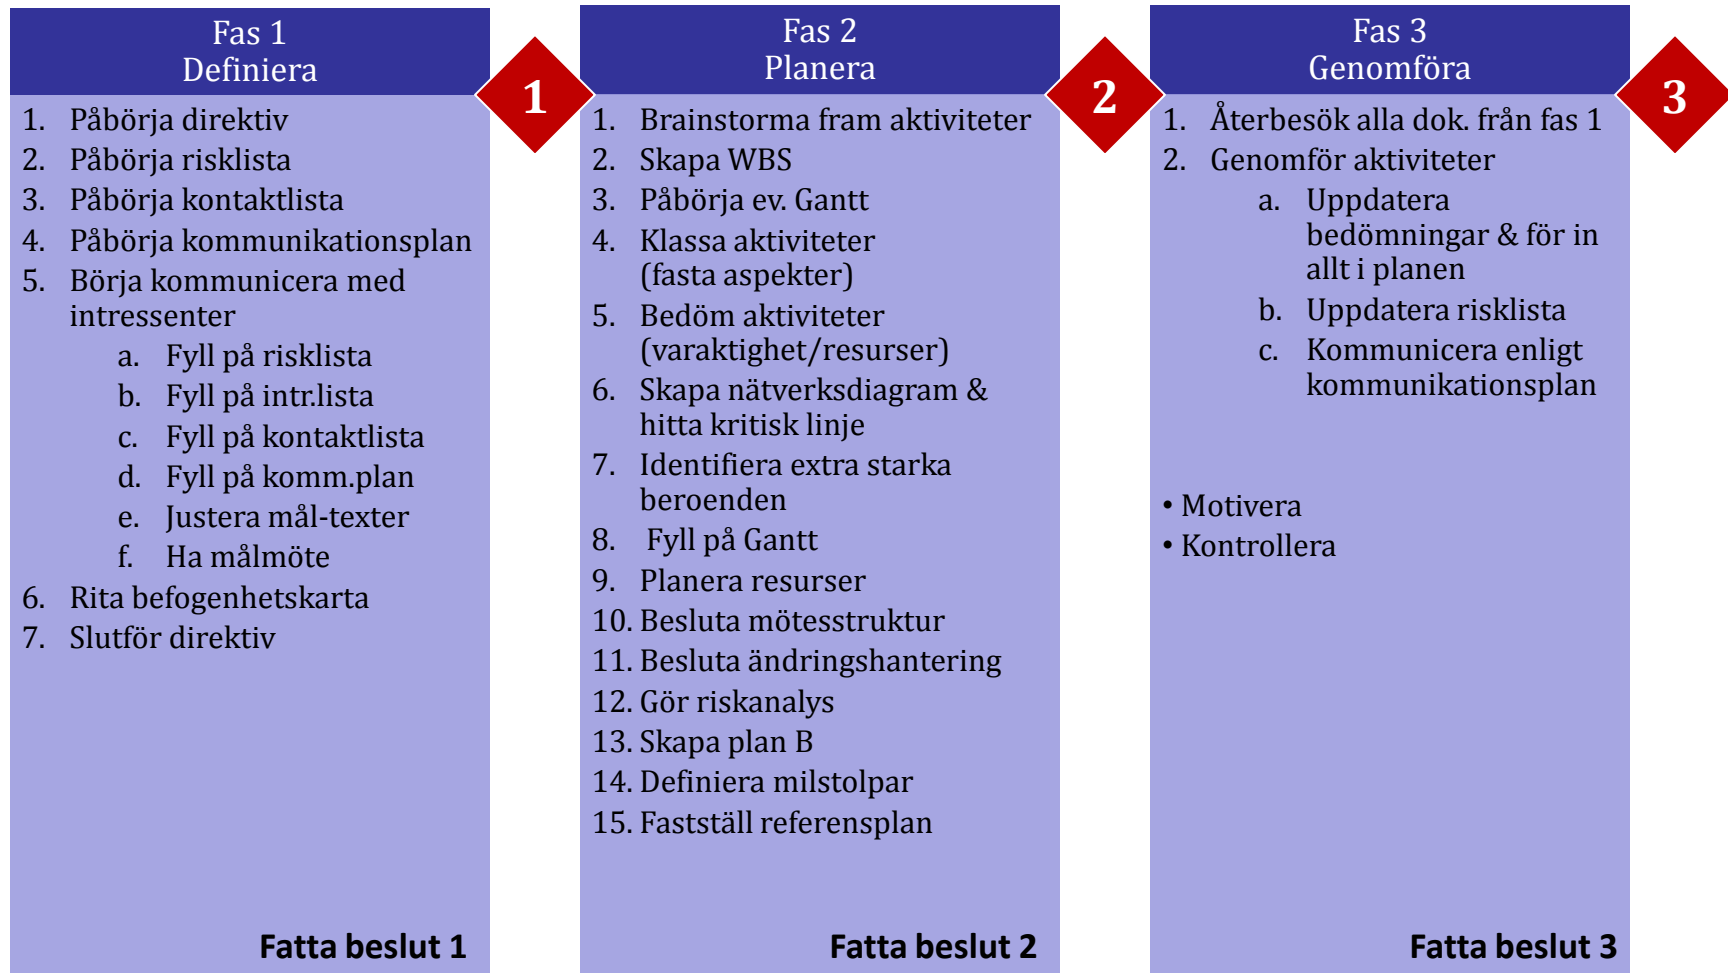 Fas 1
Definiera
1. Påbörja direktiv
2. Påbörja risklista
3. Påbörja kontaktlista
4. Påbörja kommunikationsplan
5. Börja kommunicera med
intressenter
a. Fyll på risklista
b. Fyll på intr.lista
c. Fyll på kontaktlista
d. Fyll på komm.plan
e. Justera mål-texter
f. Ha målmöte
6. Rita befogenhetskarta
7. Slutför direktiv
Fatta beslut 1
1
Fas 2
Planera
1. Brainstorma fram aktiviteter
2. Skapa WBS
3. Påbörja ev. Gantt
4. Klassa aktiviteter
(fasta aspekter)
5. Bedöm aktiviteter
(varaktighet/resurser)
6. Skapa nätverksdiagram &
hitta kritisk linje
7. Identifiera extra starka
beroenden
8. Fyll på Gantt
9. Planera resurser
10. Besluta mötesstruktur
11. Besluta ändringshantering
12. Gör riskanalys
13. Skapa plan B
14. Definiera milstolpar
15. Fastställ referensplan
Fatta beslut 2
2
Fas 3
Genomföra
1. Återbesök alla dok. från fas 1
2. Genomför aktiviteter
a. Uppdatera
bedömningar & för in
allt i planen
b. Uppdatera risklista
c. Kommunicera enligt
kommunikationsplan
• Motivera
• Kontrollera
Fatta beslut 3
3